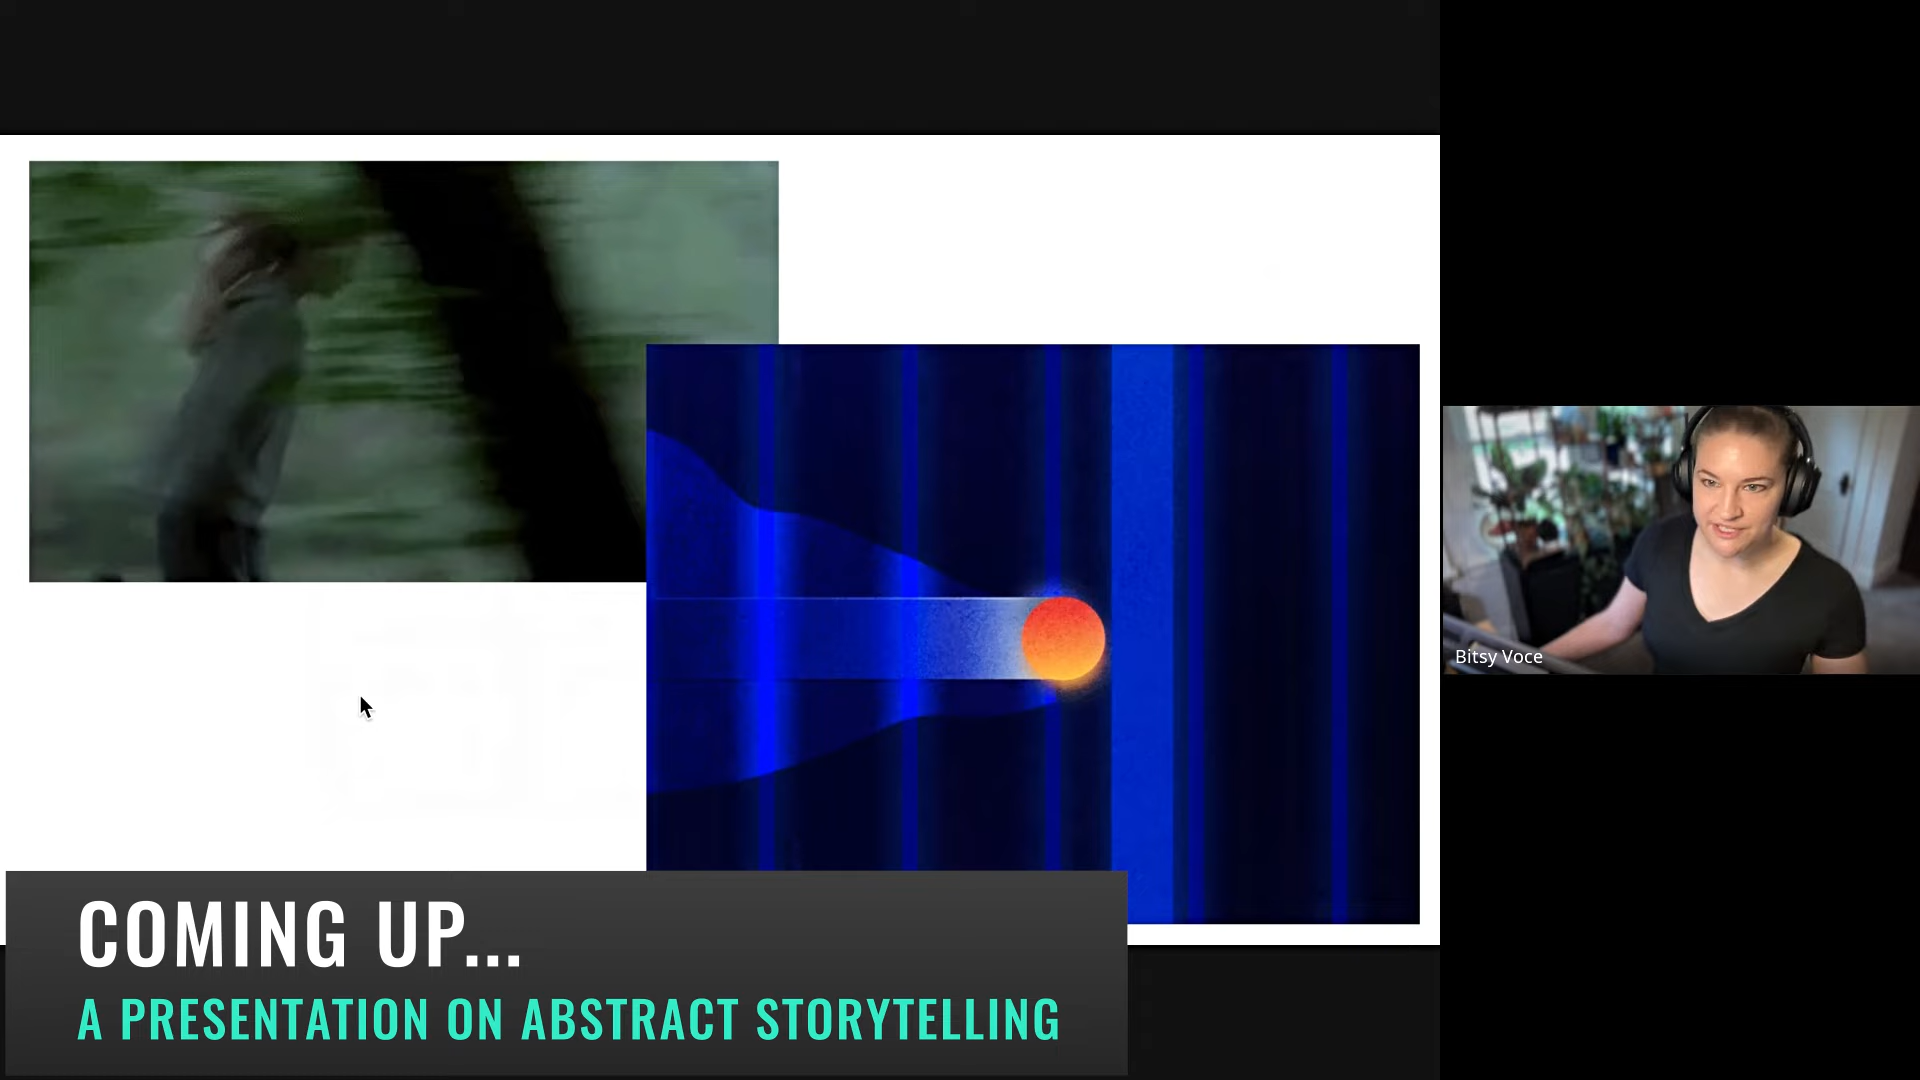 Bitsy Voce
COMING UP...
A PRESENTATION ON ABSTRACT STORYTELLING